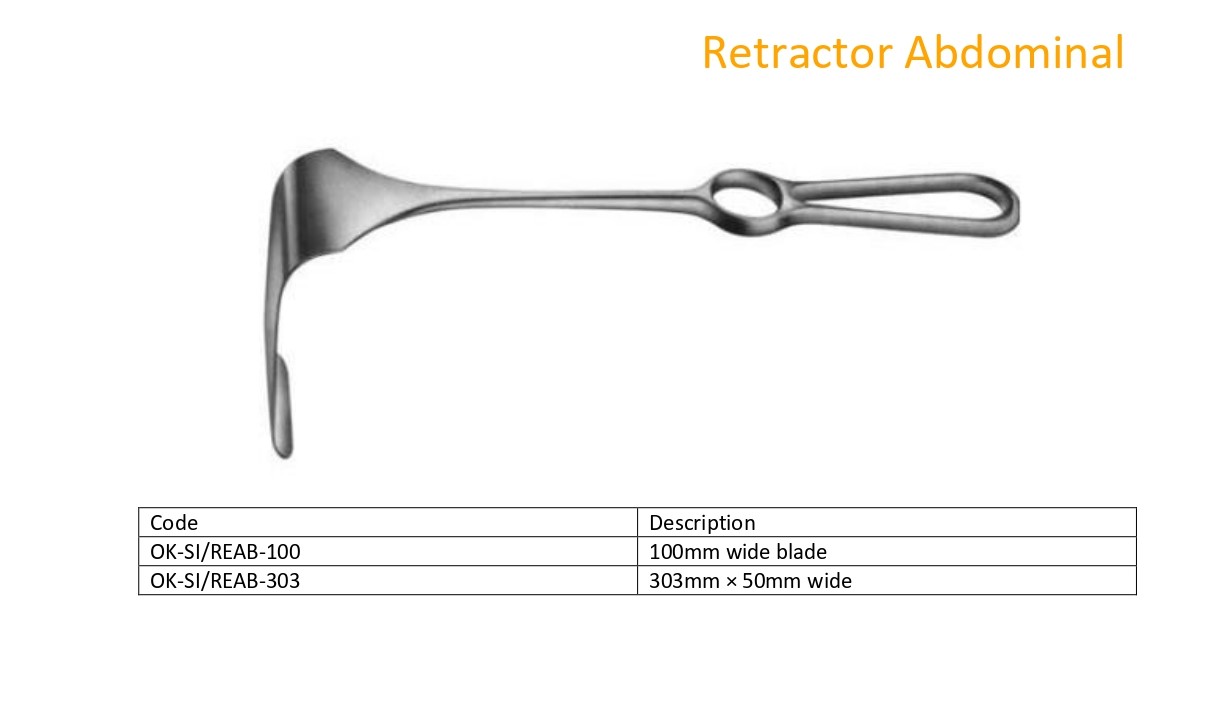 Retractor Abdominal
Code Description
OK-SI/REAB-100 100mm wide blade
OK-SI/REAB-303 303mm × 50mm wide